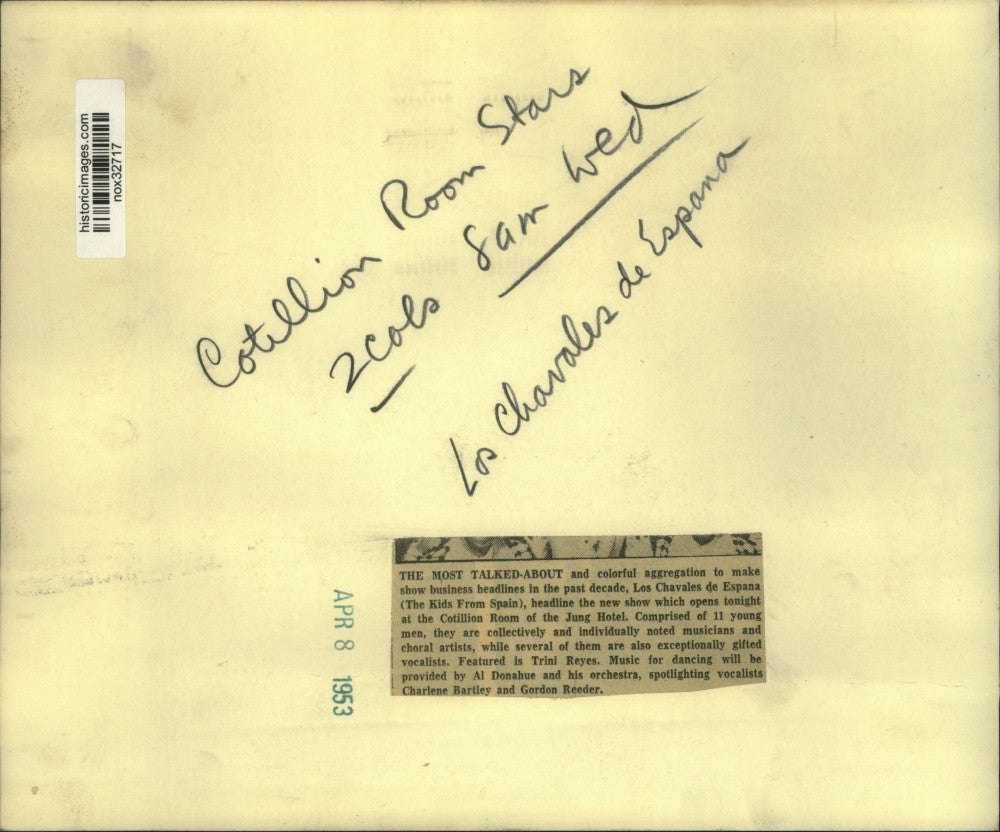 historicimages.com
nox32717
Cotillion Room Stars
2cols 8am Wed
Los Chavales de Espana
APR 8 1953
THE MOST TALKED-ABOUT and colorful aggregation to make
show business headlines in the past decade, Los Chavales de Espana
(The Kids From Spain), headline the new show which opens tonight
at the Cotillion Room of the Jung Hotel. Comprised of 11 young
men, they are collectively and individually noted musicians and
choral artists, while several of them are also exceptionally gifted
vocalists. Featured is Trini Reyes. Music for dancing will be
provided by Al Donahue and his orchestra, spotlighting vocalists
Charlene Bartley and Gordon Reeder.